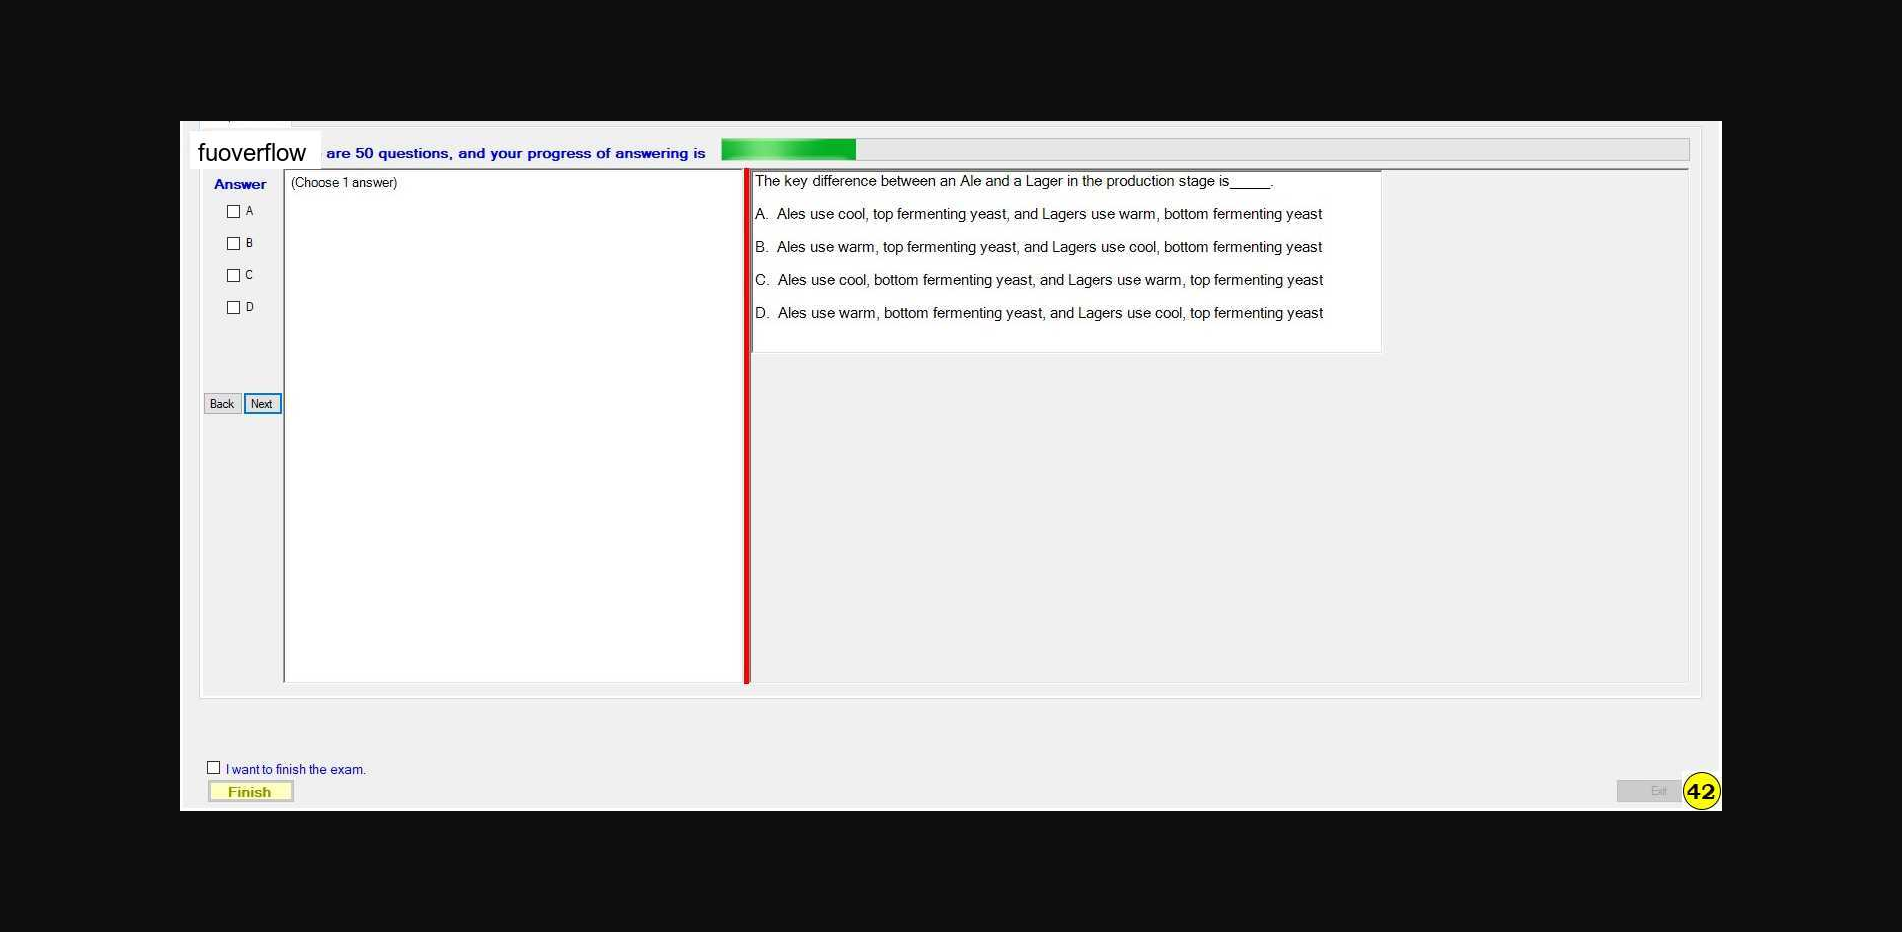 fuoverflow are 50 questions, and your progress of answering is
Answer
A
B
C
D
Back Next
(Choose 1 answer)
The key difference between an Ale and a Lager in the production stage is_____.
A. Ales use cool, top fermenting yeast, and Lagers use warm, bottom fermenting yeast
B. Ales use warm, top fermenting yeast, and Lagers use cool, bottom fermenting yeast
C. Ales use cool, bottom fermenting yeast, and Lagers use warm, top fermenting yeast
D. Ales use warm, bottom fermenting yeast, and Lagers use cool, top fermenting yeast
I want to finish the exam.
Finish
Exit
42